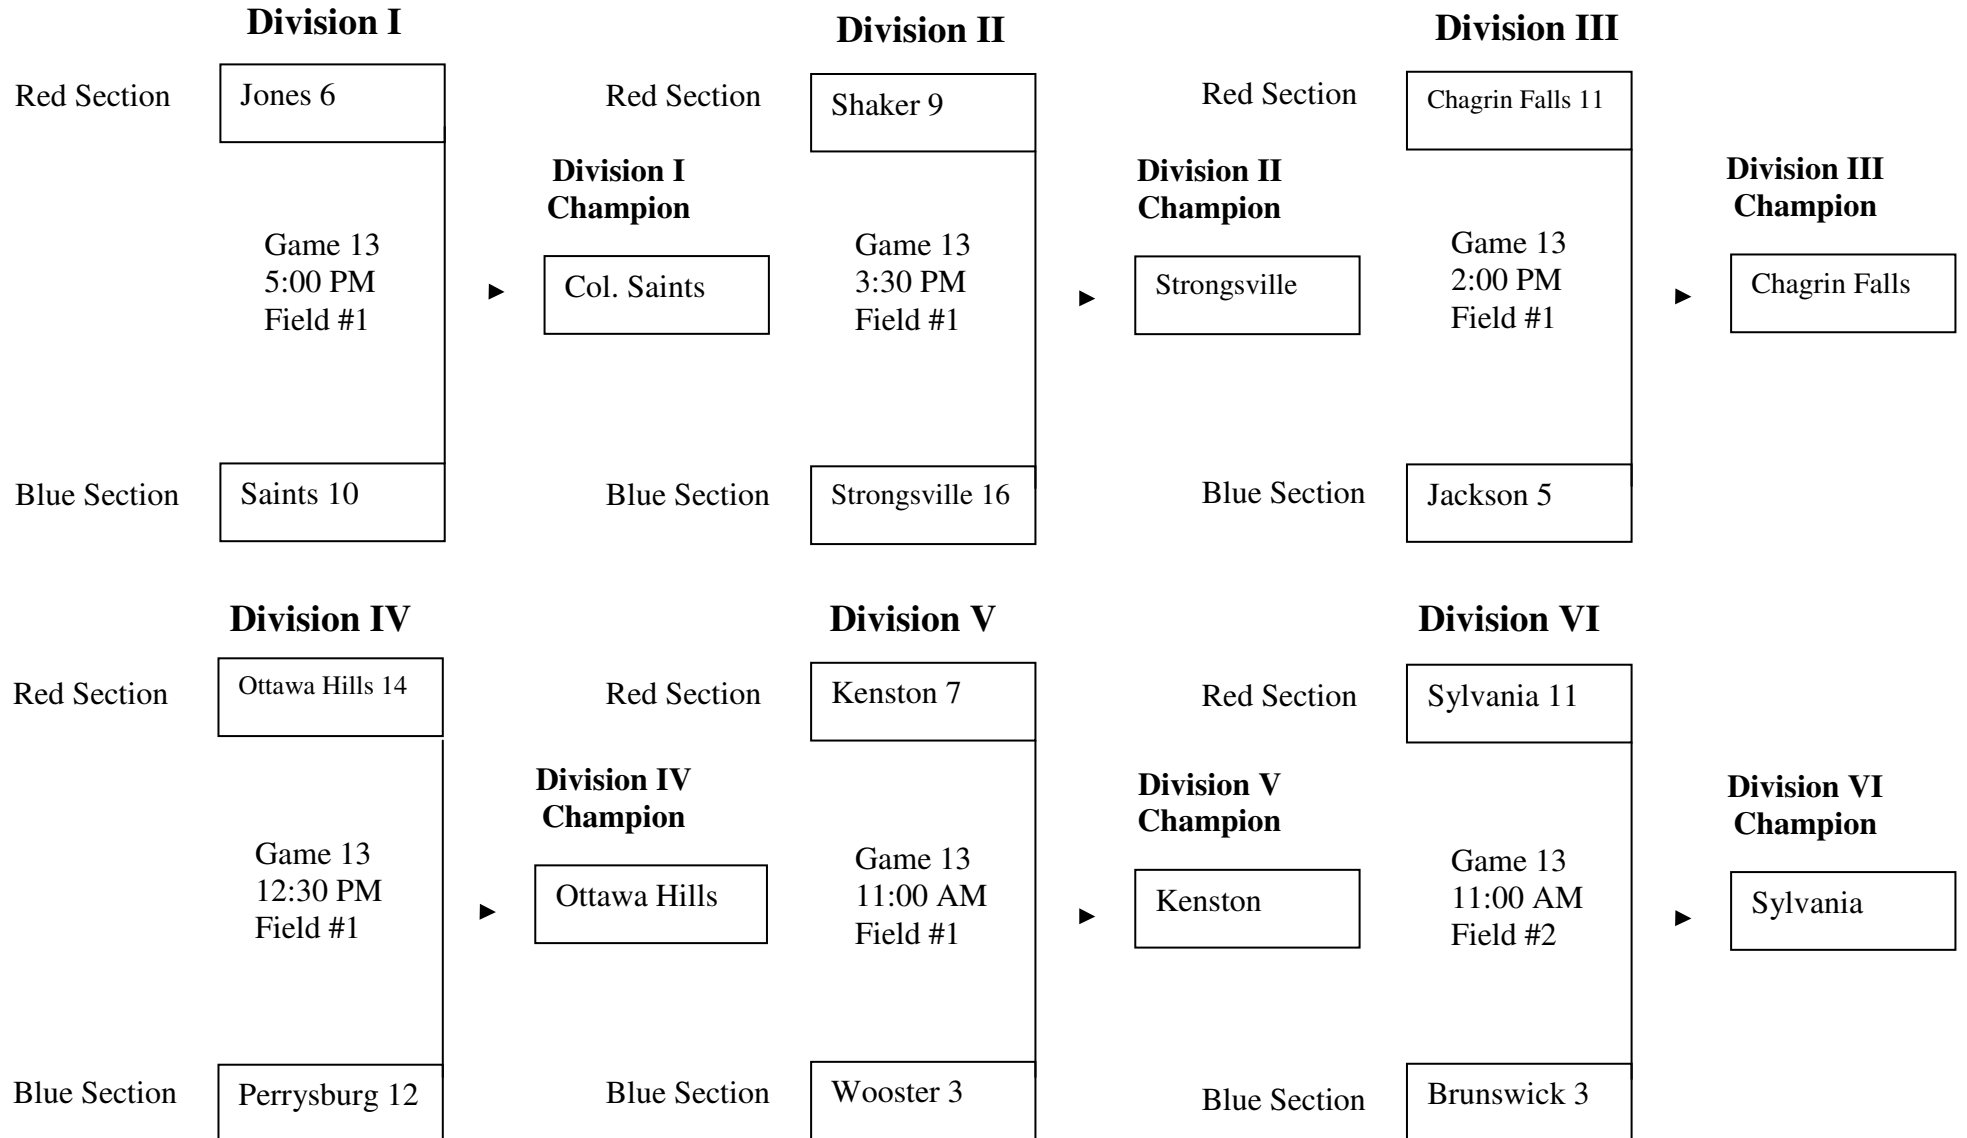 Division I
Red Section
Jones 6
Division I
Champion
Game 13
5:00 PM
Field #1
► Col. Saints
Blue Section
Saints 10
Division II
Red Section
Shaker 9
Division II
Champion
Game 13
3:30 PM
Field #1
► Strongsville
Blue Section
Strongsville 16
Division III
Red Section
Chagrin Falls 11
Division III
Champion
Game 13
2:00 PM
Field #1
► Chagrin Falls
Blue Section
Jackson 5
Division IV
Red Section
Ottawa Hills 14
Division IV
Champion
Game 13
12:30 PM
Field #1
► Ottawa Hills
Blue Section
Perrysburg 12
Division V
Red Section
Kenston 7
Division V
Champion
Game 13
11:00 AM
Field #1
► Kenston
Blue Section
Wooster 3
Division VI
Red Section
Sylvania 11
Division VI
Champion
Game 13
11:00 AM
Field #2
► Sylvania
Blue Section
Brunswick 3